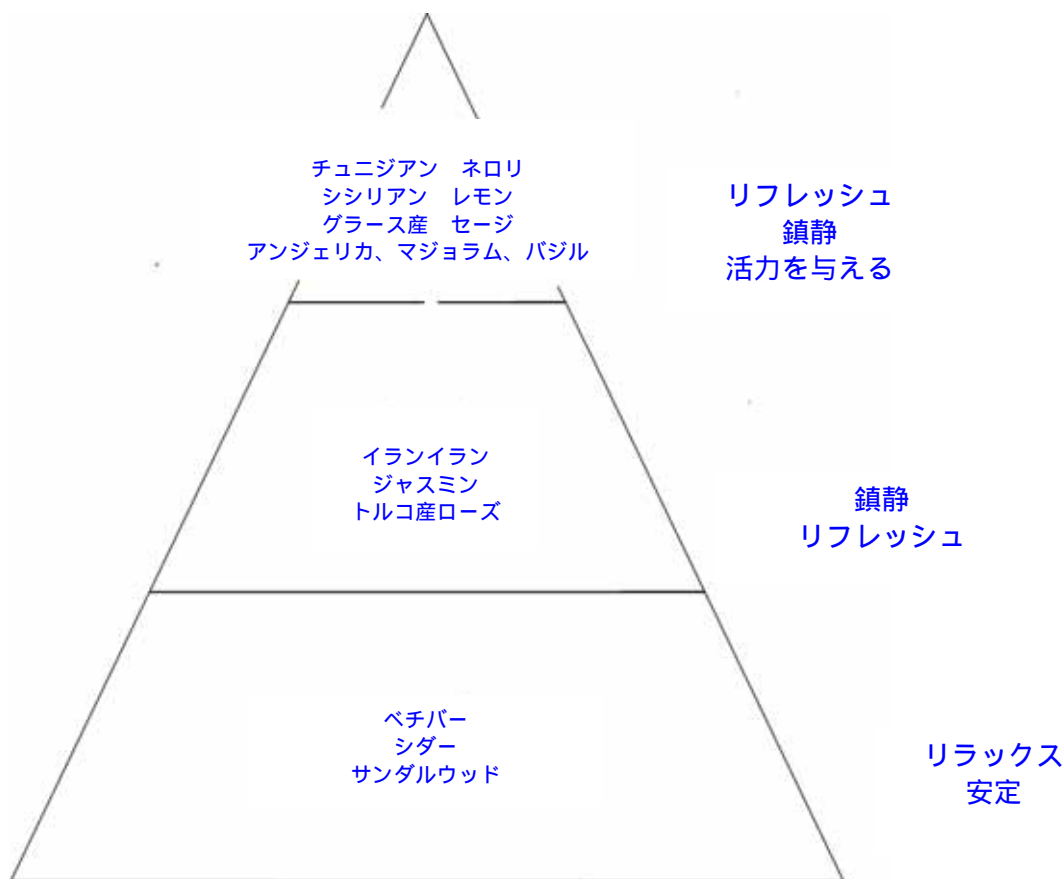 チュニジアン　ネロリ
シシリアン　レモン
グラース産　セージ
アンジェリカ、マジョラム、バジル
リフレッシュ
鎮静
活力を与える
イランイラン
ジャスミン
トルコ産ローズ
鎮静
リフレッシュ
ベチバー
シダー
サンダルウッド
リラックス
安定